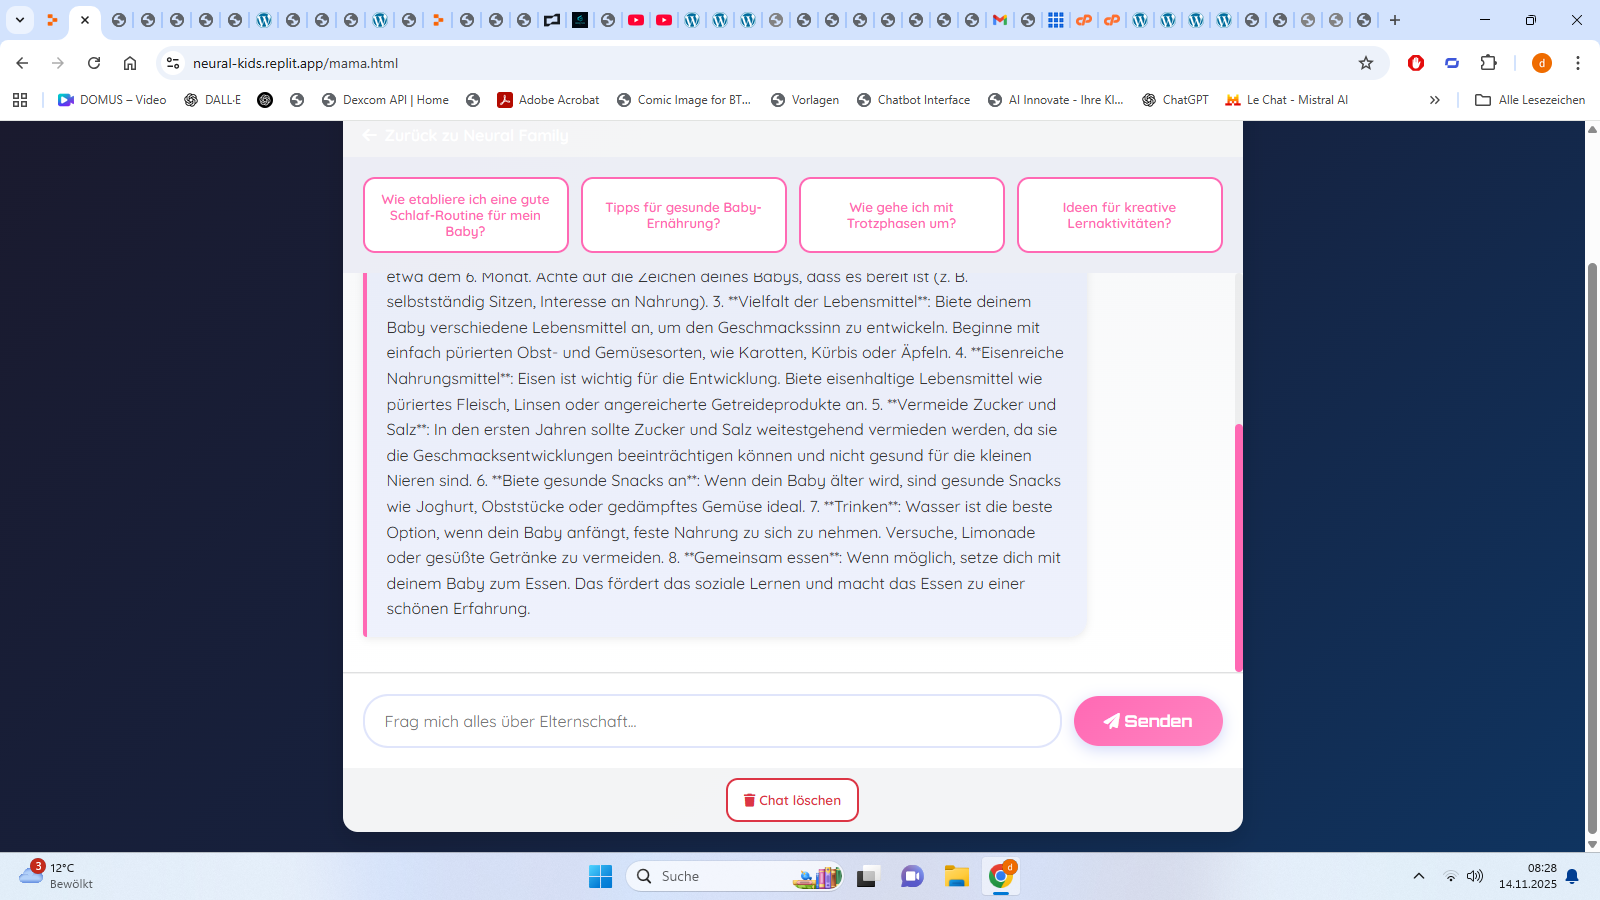 neural-kids.replit.app/mama.html
d
DOMUS – Video
DALL·E
Dexcom API | Home
Adobe Acrobat
Comic Image for BT...
Vorlagen
Chatbot Interface
AI Innovate - Ihre KI...
ChatGPT
Le Chat - Mistral AI
Alle Lesezeichen
Zurück zu Neural Family
Wie etabliere ich eine gute
Schlaf-Routine für mein
Baby?
Tipps für gesunde Baby-
Ernährung?
Wie gehe ich mit
Trotzphasen um?
Ideen für kreative
Lernaktivitäten?
etwa dem 6. Monat. Achte auf die Zeichen deines Babys, dass es bereit ist (z. B.
selbstständig Sitzen, Interesse an Nahrung). 3. **Vielfalt der Lebensmittel**: Biete deinem
Baby verschiedene Lebensmittel an, um den Geschmackssinn zu entwickeln. Beginne mit
einfach pürierten Obst- und Gemüsesorten, wie Karotten, Kürbis oder Äpfeln. 4. **Eisenreiche
Nahrungsmittel**: Eisen ist wichtig für die Entwicklung. Biete eisenhaltige Lebensmittel wie
püriertes Fleisch, Linsen oder angereicherte Getreideprodukte an. 5. **Vermeide Zucker und
Salz**: In den ersten Jahren sollte Zucker und Salz weitestgehend vermieden werden, da sie
die Geschmacksentwicklungen beeinträchtigen können und nicht gesund für die kleinen
Nieren sind. 6. **Biete gesunde Snacks an**: Wenn dein Baby älter wird, sind gesunde Snacks
wie Joghurt, Obststücke oder gedämpftes Gemüse ideal. 7. **Trinken**: Wasser ist die beste
Option, wenn dein Baby anfängt, feste Nahrung zu sich zu nehmen. Versuche, Limonade
oder gesüßte Getränke zu vermeiden. 8. **Gemeinsam essen**: Wenn möglich, setze dich mit
deinem Baby zum Essen. Das fördert das soziale Lernen und macht das Essen zu einer
schönen Erfahrung.
Frag mich alles über Elternschaft...
Senden
Chat löschen
3
12°C
Bewölkt
Suche
d
08:28
14.11.2025